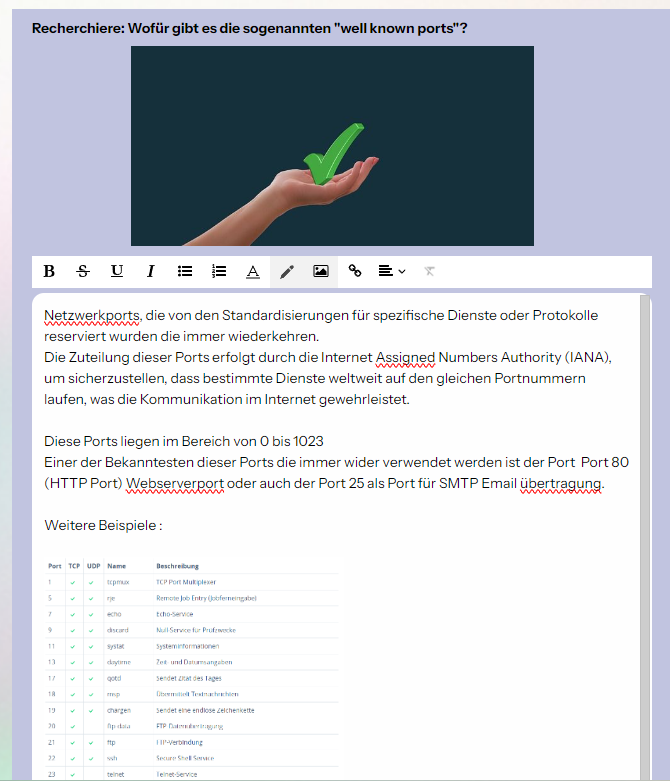 Recherchiere: Wofür gibt es die sogenannten "well known ports"?
B S U I A
Netzwerkports, die von den Standardisierungen für spezifische Dienste oder Protokolle
reserviert wurden die immer wiederkehren.
Die Zuteilung dieser Ports erfolgt durch die Internet Assigned Numbers Authority (IANA),
um sicherzustellen, dass bestimmte Dienste weltweit auf den gleichen Portnummern
laufen, was die Kommunikation im Internet gewehrleistet.
Diese Ports liegen im Bereich von 0 bis 1023
Einer der Bekanntesten dieser Ports die immer wider verwendet werden ist der Port Port 80
(HTTP Port) Webserverport oder auch der Port 25 als Port für SMTP Email übertragung.
Weitere Beispiele :
Port TCP UDP Name Beschreibung
1 tcpmux TCP Port Multiplexer
5 rje Remote Job Entry (Jobferneingabe)
7 echo Echo-Service
9 discard Null-Service für Prüfzwecke
11 systat Systeminformationen
13 daytime Zeit- und Datumsangaben
17 qotd Sendet Zitat des Tages
18 msp Übermittelt Textnachrichten
19 chargen Sendet eine endlose Zeichenkette
20 ftp-data FTP-Datenübertragung
21 ftp FTP-Verbindung
22 ssh Secure Shell-Service
23 telnet Telnet-Service